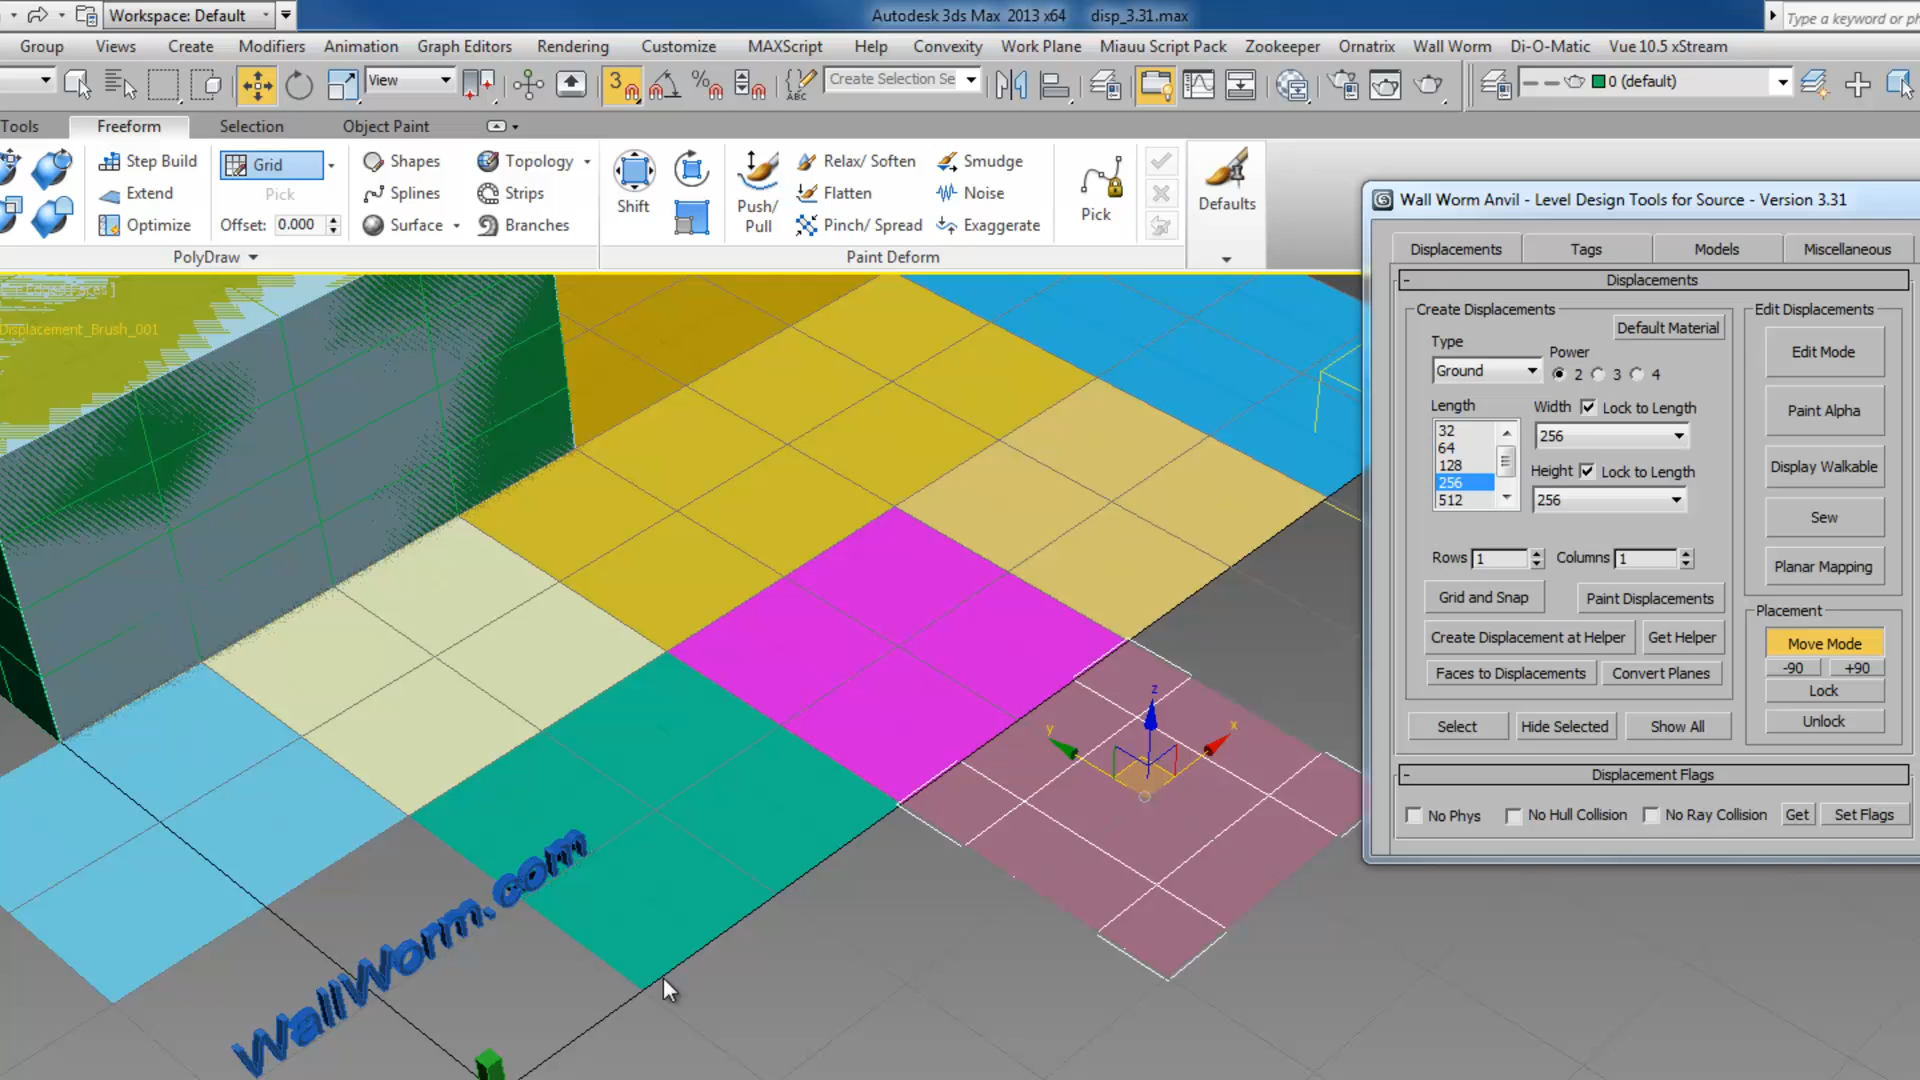 Workspace: Default
Autodesk 3ds Max 2013 x64 disp_3.31.max
Type a keyword or ph
Group Views Create Modifiers Animation Graph Editors Rendering Customize MAXScript Help Convexity Work Plane Miauu Script Pack Zookeeper Ornatrix Wall Worm Di-O-Matic Vue 10.5 xStream
View
3
%
ABC
Create Selection Se
0 (default)
Tools Freeform Selection Object Paint
Step Build
Extend
Optimize
Grid
Pick
Offset: 0.000
Shapes
Splines
Surface
Topology
Strips
Branches
PolyDraw
Shift
Push/
Pull
Relax/ Soften
Flatten
Pinch/ Spread
Smudge
Noise
Exaggerate
Paint Deform
Pick
Defaults
Displacement_Brush_001
WallWorm.com
x
y
z
Wall Worm Anvil - Level Design Tools for Source - Version 3.31
Displacements Tags Models Miscellaneous
- Displacements
Create Displacements
Default Material
Type
Ground
Power
2 3 4
Length
32
64
128
256
512
Width Lock to Length
256
Height Lock to Length
256
Rows 1 Columns 1
Grid and Snap Paint Displacements
Create Displacement at Helper Get Helper
Faces to Displacements Convert Planes
Select Hide Selected Show All
Edit Displacements
Edit Mode
Paint Alpha
Display Walkable
Sew
Planar Mapping
Placement
Move Mode
-90 +90
Lock
Unlock
- Displacement Flags
No Phys No Hull Collision No Ray Collision Get Set Flags